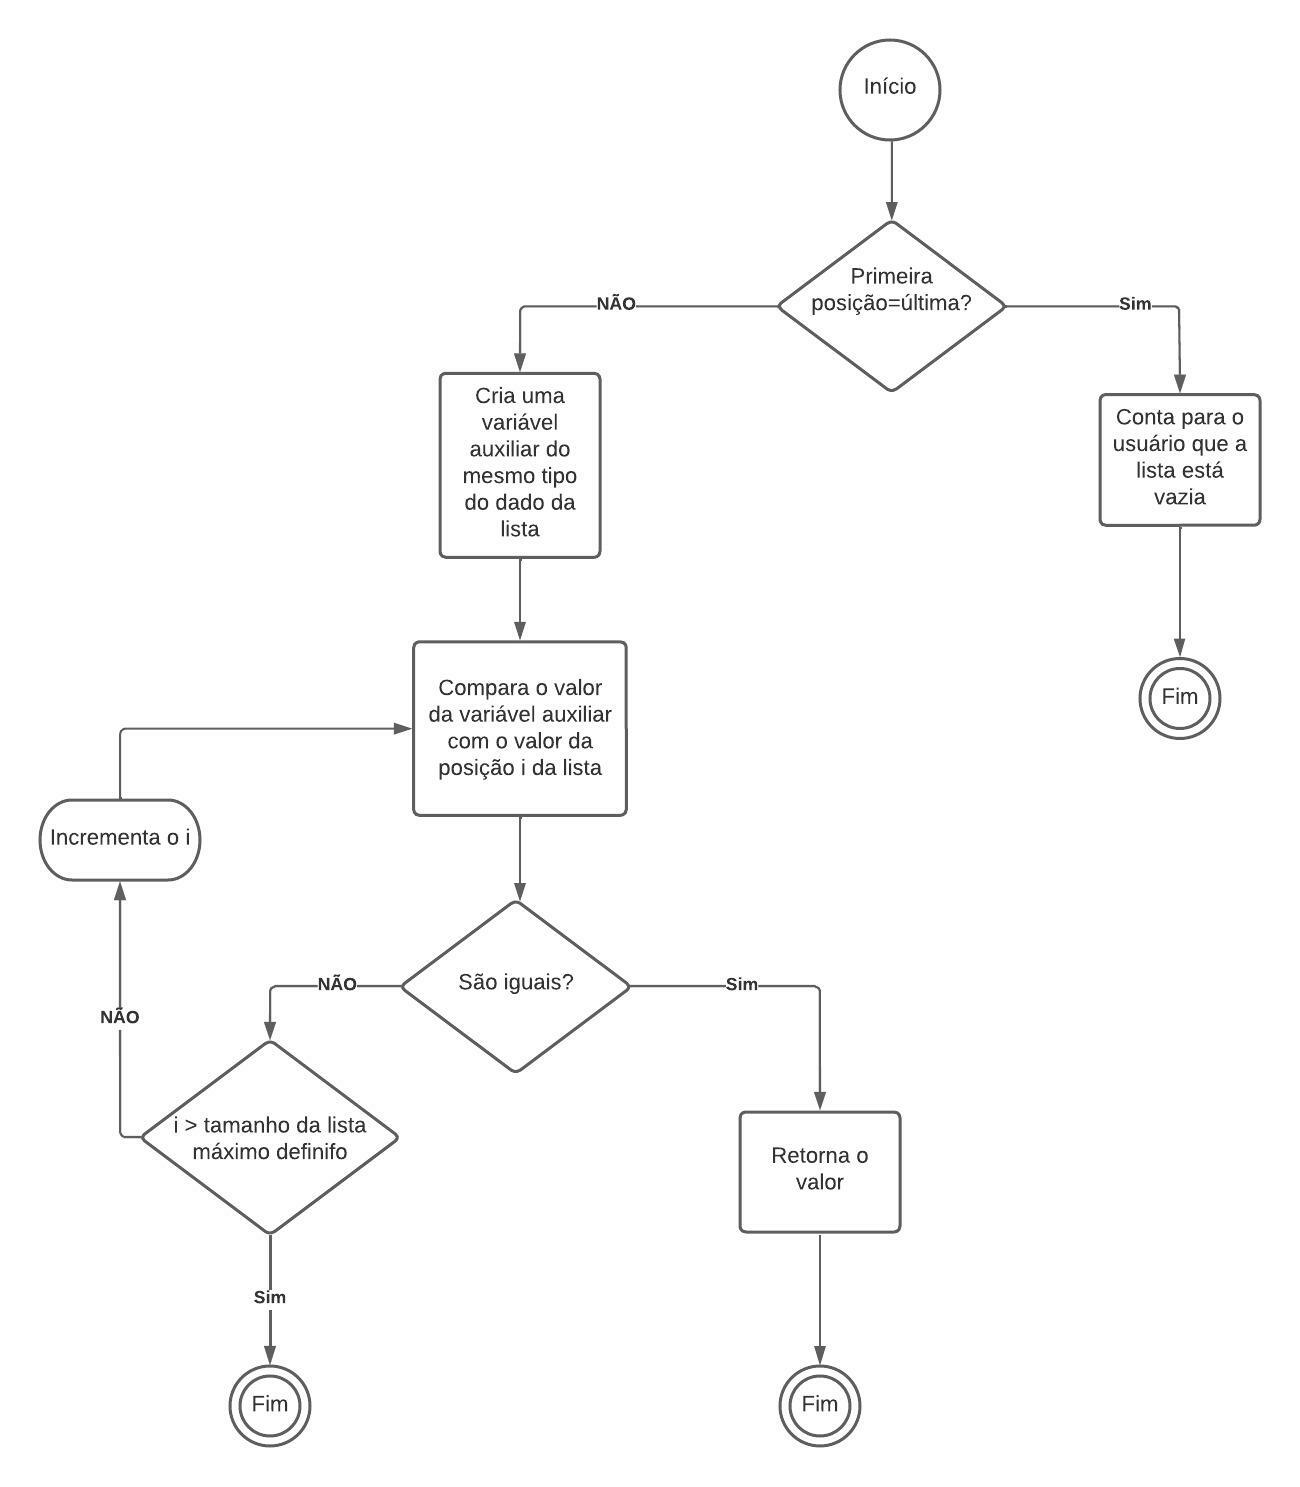 Início
Primeira
posição=última?
NÃO
Sim
Cria uma
variável
auxiliar do
mesmo tipo
do dado da
lista
Conta para o
usuário que a
lista está
vazia
Fim
Compara o valor
da variável auxiliar
com o valor da
posição i da lista
Incrementa o i
São iguais?
NÃO
Sim
NÃO
i > tamanho da lista
máximo definifo
Retorna o
valor
Sim
Fim
Fim